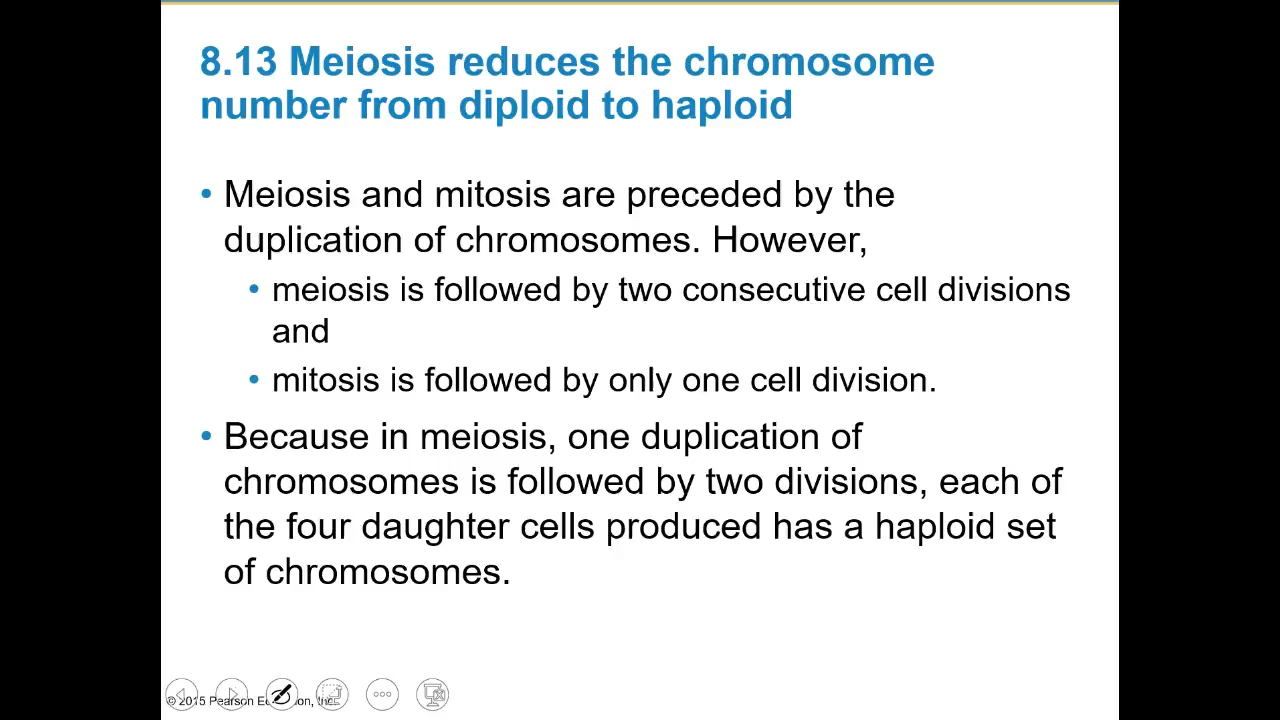 8.13 Meiosis reduces the chromosome
number from diploid to haploid
• Meiosis and mitosis are preceded by the
duplication of chromosomes. However,
• meiosis is followed by two consecutive cell divisions
and
• mitosis is followed by only one cell division.
• Because in meiosis, one duplication of
chromosomes is followed by two divisions, each of
the four daughter cells produced has a haploid set
of chromosomes.
© 2015 Pearson